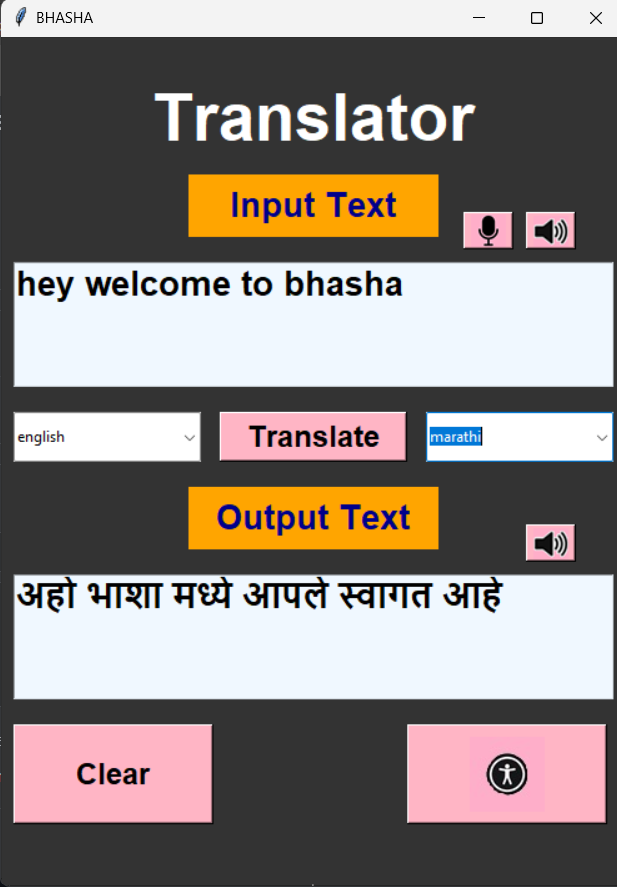 BHASHA
Translator
Input Text
hey welcome to bhasha
english
Translate
marathi
Output Text
अहो भाशा मध्ये आपले स्वागत आहे
Clear